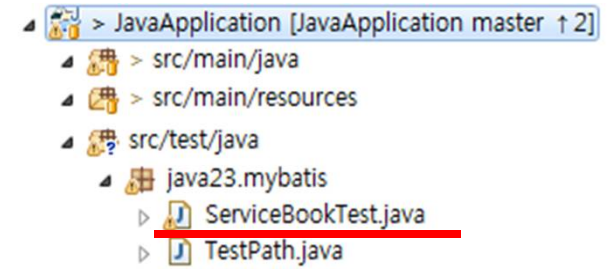 > JavaApplication [JavaApplication master ↑2]
> src/main/java
> src/main/resources
src/test/java
java23.mybatis
ServiceBookTest.java
TestPath.java